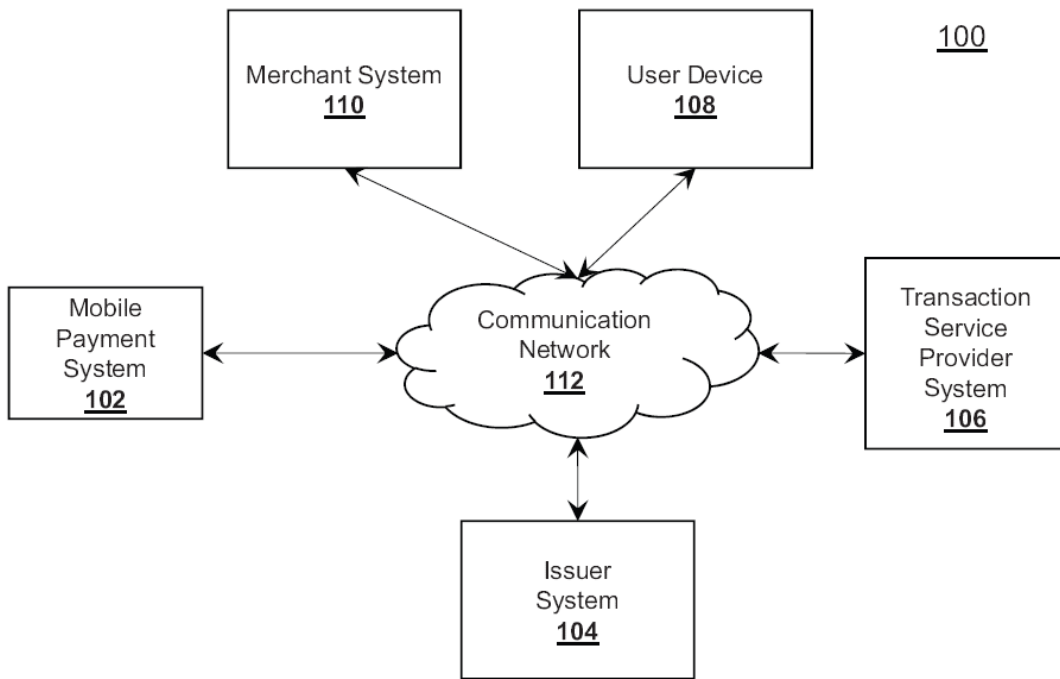 100
Merchant System
110
User Device
108
Mobile
Payment
System
102
Communication
Network
112
Transaction
Service
Provider
System
106
Issuer
System
104